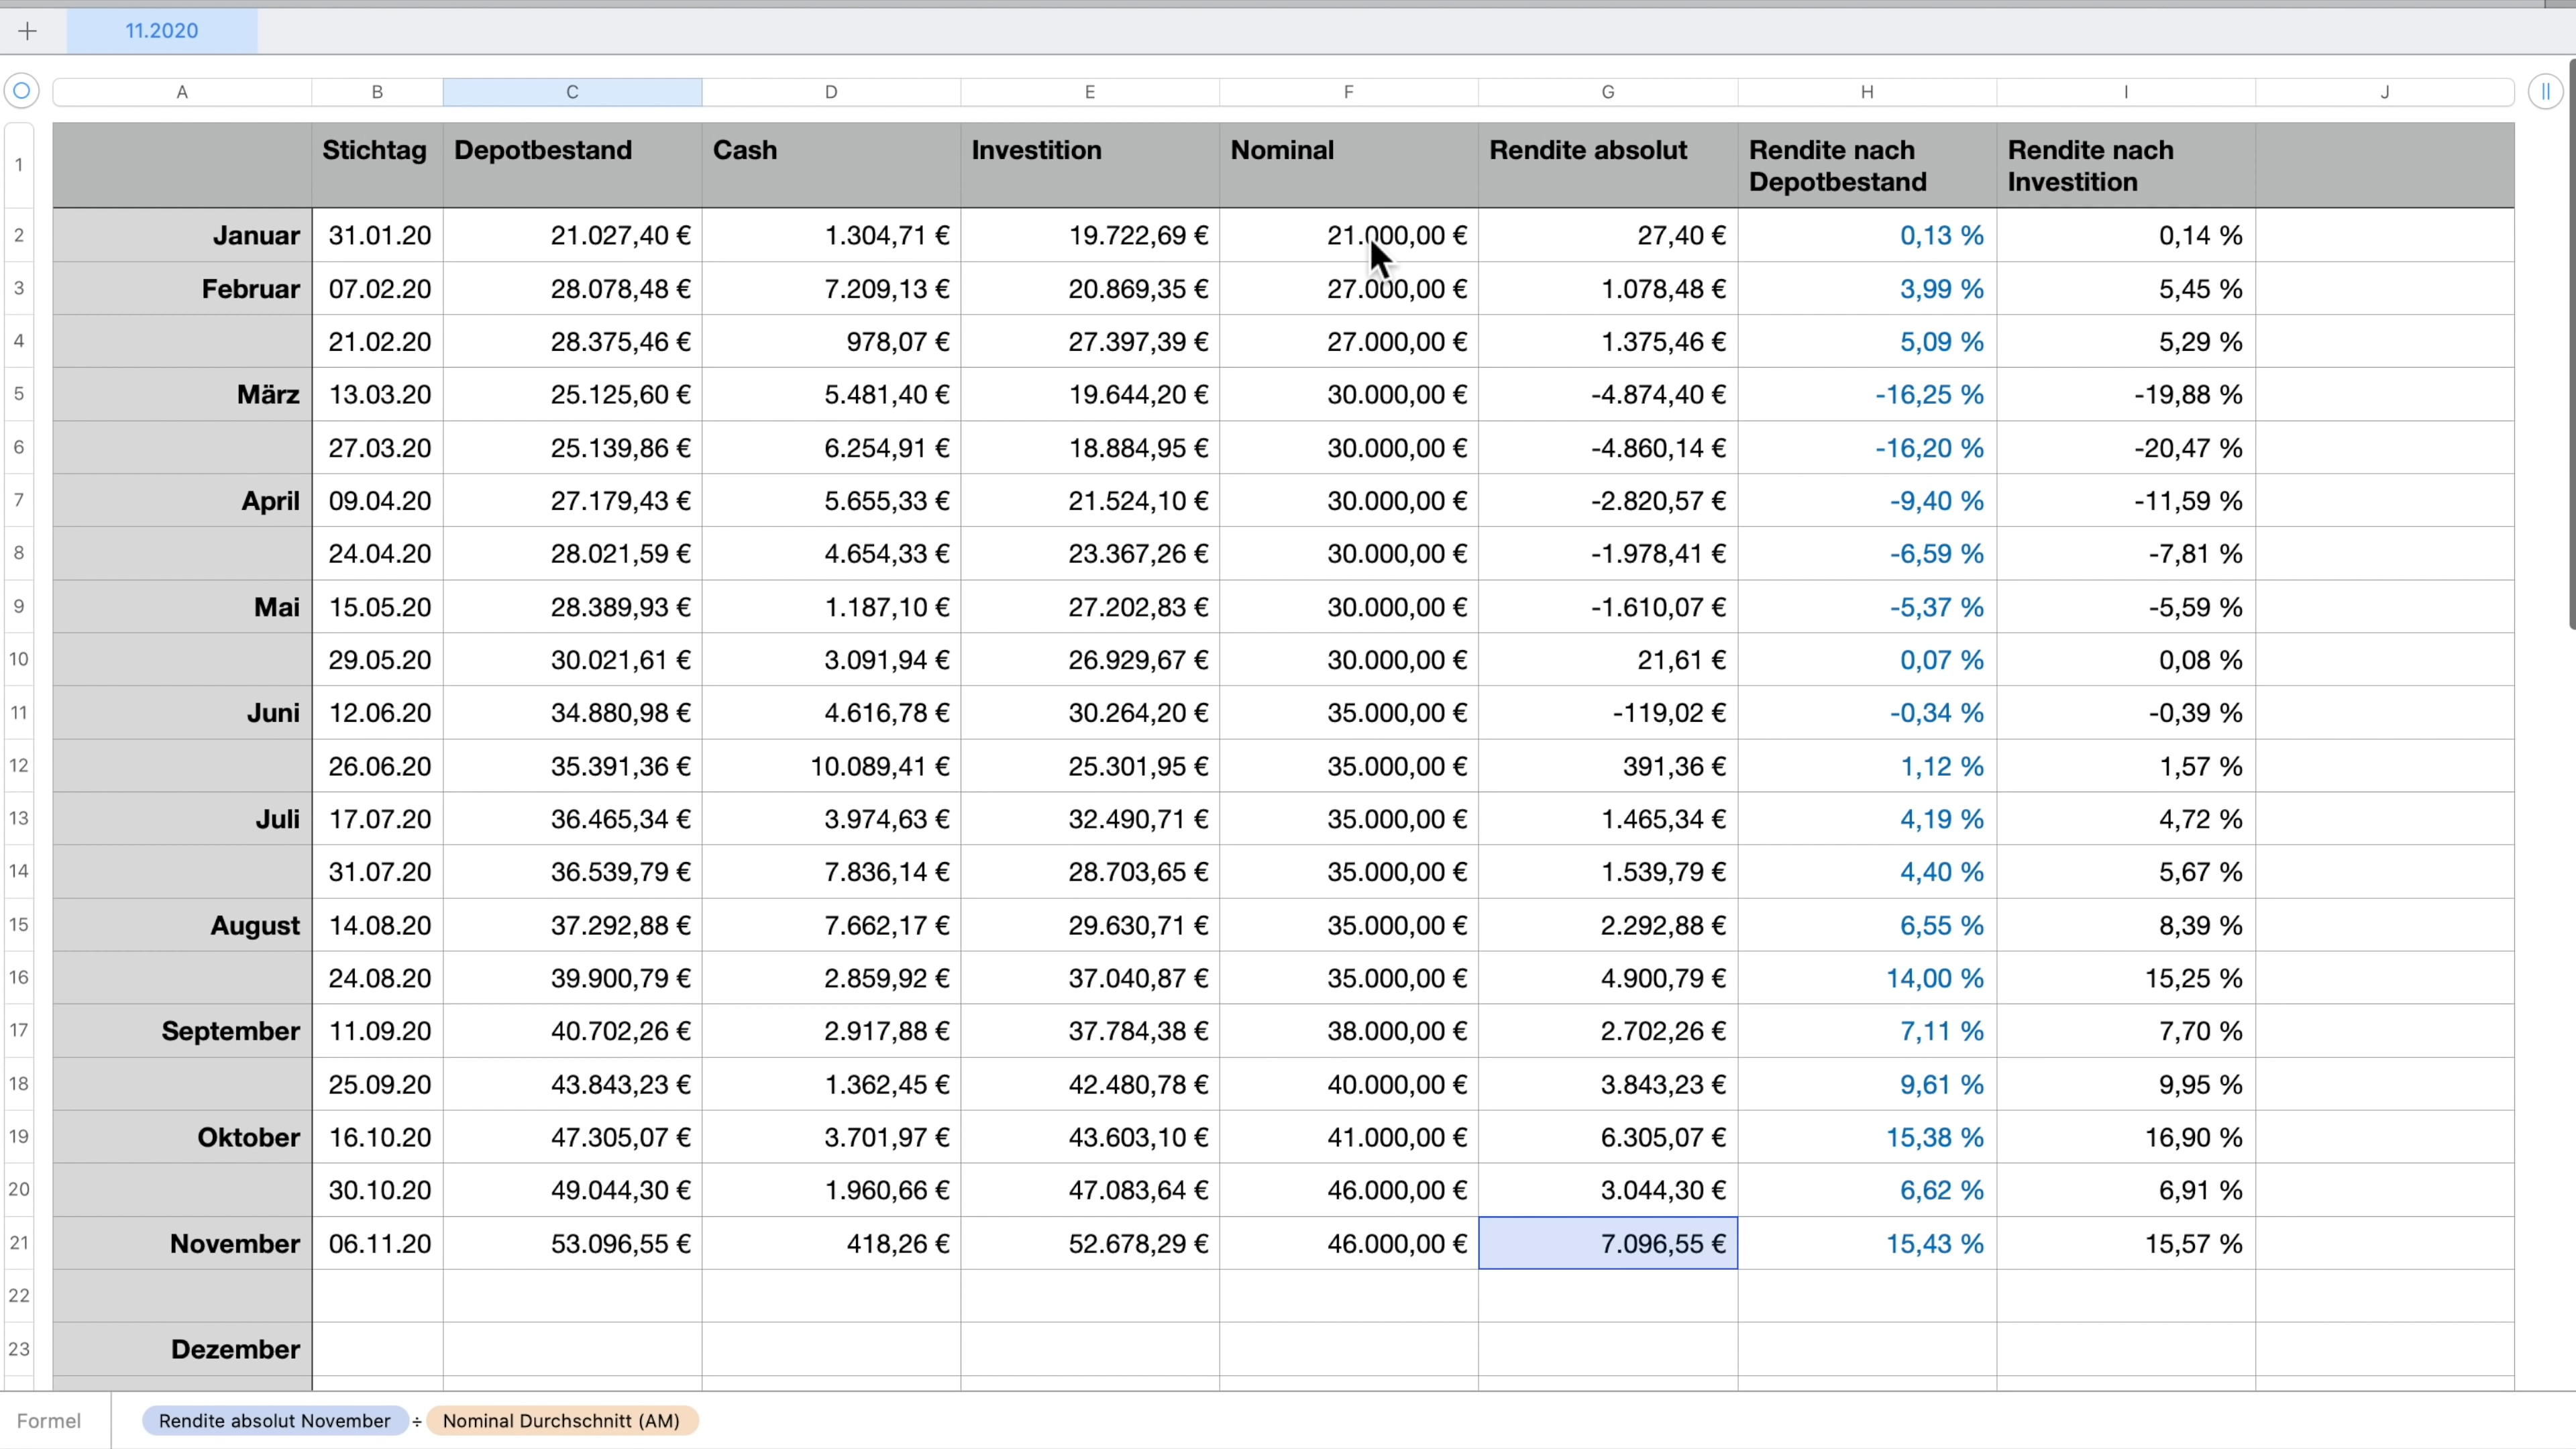 11.2020
A B C D E F G H I J
1 Stichtag Depotbestand Cash Investition Nominal Rendite absolut Rendite nach Depotbestand Rendite nach Investition
2 Januar 31.01.20 21.027,40 € 1.304,71 € 19.722,69 € 21.000,00 € 27,40 € 0,13 % 0,14 %
3 Februar 07.02.20 28.078,48 € 7.209,13 € 20.869,35 € 27.000,00 € 1.078,48 € 3,99 % 5,45 %
4 21.02.20 28.375,46 € 978,07 € 27.397,39 € 27.000,00 € 1.375,46 € 5,09 % 5,29 %
5 März 13.03.20 25.125,60 € 5.481,40 € 19.644,20 € 30.000,00 € -4.874,40 € -16,25 % -19,88 %
6 27.03.20 25.139,86 € 6.254,91 € 18.884,95 € 30.000,00 € -4.860,14 € -16,20 % -20,47 %
7 April 09.04.20 27.179,43 € 5.655,33 € 21.524,10 € 30.000,00 € -2.820,57 € -9,40 % -11,59 %
8 24.04.20 28.021,59 € 4.654,33 € 23.367,26 € 30.000,00 € -1.978,41 € -6,59 % -7,81 %
9 Mai 15.05.20 28.389,93 € 1.187,10 € 27.202,83 € 30.000,00 € -1.610,07 € -5,37 % -5,59 %
10 29.05.20 30.021,61 € 3.091,94 € 26.929,67 € 30.000,00 € 21,61 € 0,07 % 0,08 %
11 Juni 12.06.20 34.880,98 € 4.616,78 € 30.264,20 € 35.000,00 € -119,02 € -0,34 % -0,39 %
12 26.06.20 35.391,36 € 10.089,41 € 25.301,95 € 35.000,00 € 391,36 € 1,12 % 1,57 %
13 Juli 17.07.20 36.465,34 € 3.974,63 € 32.490,71 € 35.000,00 € 1.465,34 € 4,19 % 4,72 %
14 31.07.20 36.539,79 € 7.836,14 € 28.703,65 € 35.000,00 € 1.539,79 € 4,40 % 5,67 %
15 August 14.08.20 37.292,88 € 7.662,17 € 29.630,71 € 35.000,00 € 2.292,88 € 6,55 % 8,39 %
16 24.08.20 39.900,79 € 2.859,92 € 37.040,87 € 35.000,00 € 4.900,79 € 14,00 % 15,25 %
17 September 11.09.20 40.702,26 € 2.917,88 € 37.784,38 € 38.000,00 € 2.702,26 € 7,11 % 7,70 %
18 25.09.20 43.843,23 € 1.362,45 € 42.480,78 € 40.000,00 € 3.843,23 € 9,61 % 9,95 %
19 Oktober 16.10.20 47.305,07 € 3.701,97 € 43.603,10 € 41.000,00 € 6.305,07 € 15,38 % 16,90 %
20 30.10.20 49.044,30 € 1.960,66 € 47.083,64 € 46.000,00 € 3.044,30 € 6,62 % 6,91 %
21 November 06.11.20 53.096,55 € 418,26 € 52.678,29 € 46.000,00 € 7.096,55 € 15,43 % 15,57 %
22
23 Dezember
Formel Rendite absolut November ÷ Nominal Durchschnitt (AM)